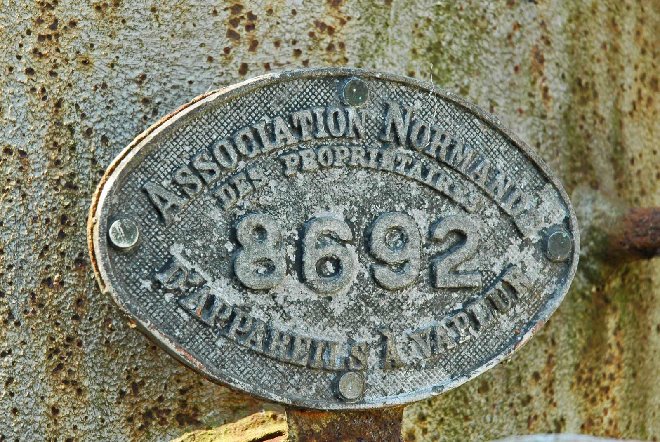 ASSOCIATION NORMANDE
DES PROPRIÉTAIRES
8692
D'APPAREILS À VAPEUR